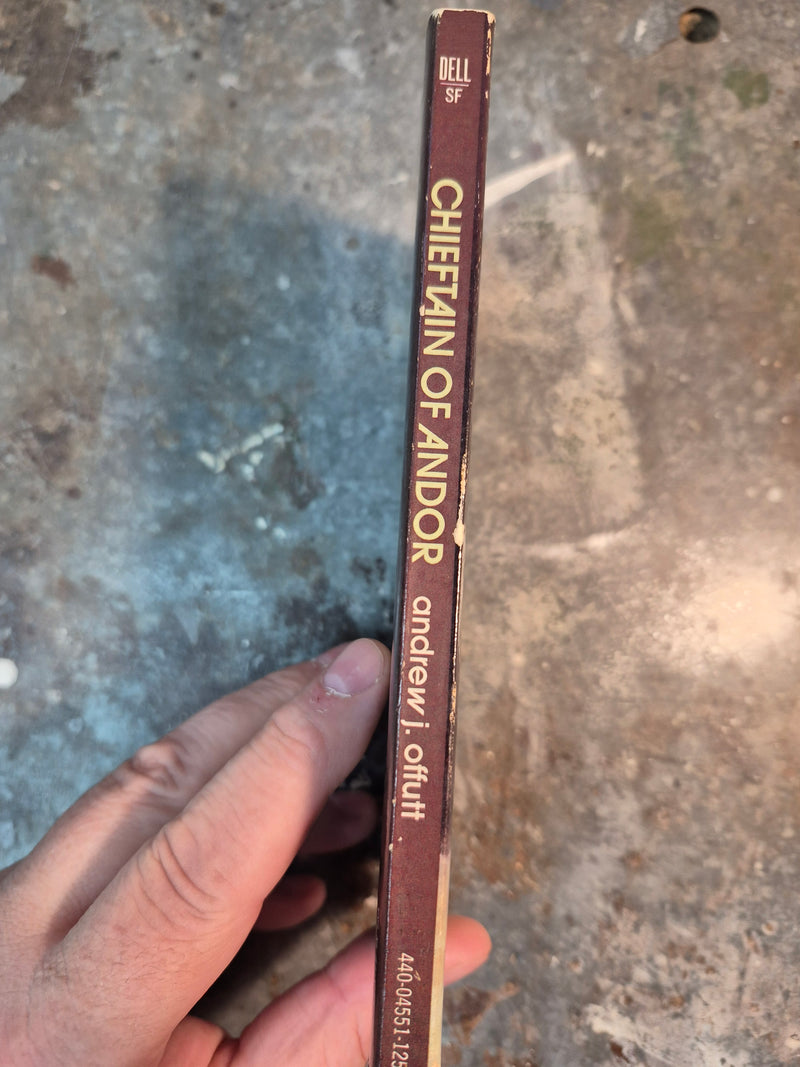 DELL
SF
CHIEFTAIN OF ANDOR
andrew j. offutt
440-04551-125